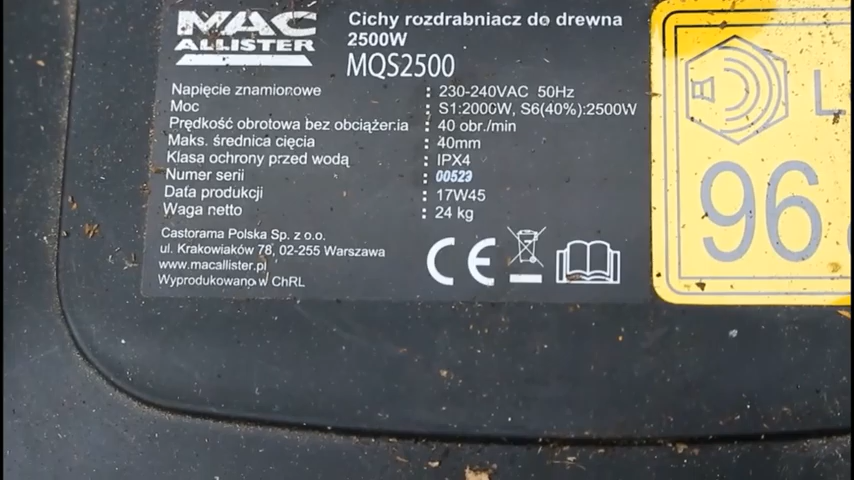 MAC
ALLISTER
Cichy rozdrabniacz do drewna
2500W
MQS2500
Napięcie znamionowe : 230-240VAC 50Hz
Moc : S1:2000W, S6(40%):2500W
Prędkość obrotowa bez obciążenia : 40 obr./min
Maks. średnica cięcia : 40mm
Klasa ochrony przed wodą : IPX4
Numer serii : 00529
Data produkcji : 17W45
Waga netto : 24 kg
Castorama Polska Sp. z o.o.
ul. Krakowiaków 78, 02-255 Warszawa
www.macallister.pl
Wyprodukowano w ChRL
CE
L
96